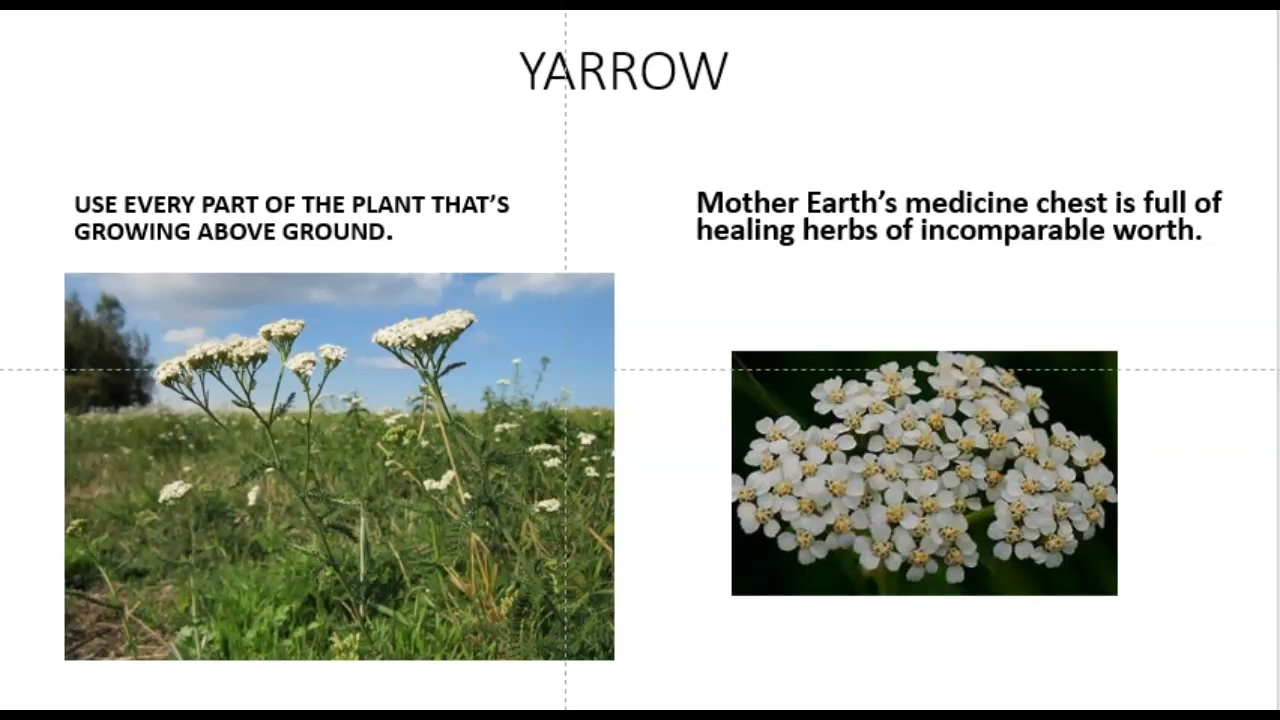 YARROW
USE EVERY PART OF THE PLANT THAT’S
GROWING ABOVE GROUND.
Mother Earth’s medicine chest is full of
healing herbs of incomparable worth.